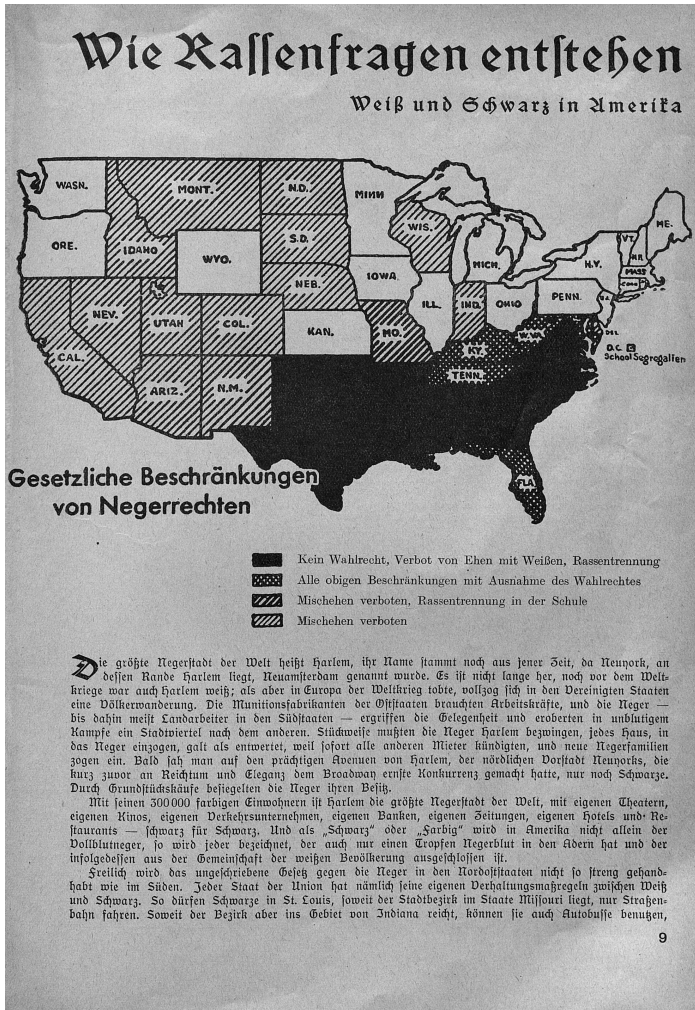 Wie Rassenfragen entstehen
Weiß und Schwarz in Amerika
WASN.
MONT.
N.D.
MINN
ME.
ORE.
IDAHO
WYO.
S.D.
WIS.
MICH.
N.Y.
VT.
N.H.
MASS
CONN
NEB.
IOWA
ILL.
IND.
OHIO
PENN.
NEV.
UTAH
COL.
KAN.
MO.
KY.
W.VA.
DEL.
D.C.
School Segregation
CAL.
ARIZ.
N.M.
TENN.
FLA.
Gesetzliche Beschränkungen
von Negerrechten
Kein Wahlrecht, Verbot von Ehen mit Weißen, Rassentrennung
Alle obigen Beschränkungen mit Ausnahme des Wahlrechtes
Mischehen verboten, Rassentrennung in der Schule
Mischehen verboten
Die größte Negerstadt der Welt heißt Harlem, ihr Name stammt noch aus jener Zeit, da Neuyork, an
dessen Rande Harlem liegt, Neuamsterdam genannt wurde. Es ist nicht lange her, noch vor dem Welt-
kriege war auch Harlem weiß; als aber in Europa der Weltkrieg tobte, vollzog sich in den Vereinigten Staaten
eine Völkerwanderung. Die Munitionsfabrikanten der Oststaaten brauchten Arbeitskräfte, und die Neger —
bis dahin meist Landarbeiter in den Südstaaten — ergriffen die Gelegenheit und eroberten in unblutigem
Kampfe ein Stadtviertel nach dem anderen. Stückweise mußten die Neger Harlem bezwingen, jedes Haus, in
das Neger einzogen, galt als entwertet, weil sofort alle anderen Mieter kündigten, und neue Negerfamilien
zogen ein. Bald sah man auf den prächtigen Avenuen von Harlem, der nördlichen Vorstadt Neuyorks, die
kurz zuvor an Reichtum und Eleganz dem Broadway ernste Konkurrenz gemacht hatte, nur noch Schwarze.
Durch Grundstückskäufe besiegelten die Neger ihren Besitz.
Mit seinen 300000 farbigen Einwohnern ist Harlem die größte Negerstadt der Welt, mit eigenen Theatern,
eigenen Kinos, eigenen Verkehrsunternehmen, eigenen Banken, eigenen Zeitungen, eigenen Hotels und Re-
staurants — schwarz für Schwarz. Und als „Schwarz" oder „Farbig" wird in Amerika nicht allein der
Vollblutneger, so wird jeder bezeichnet, der auch nur einen Tropfen Negerblut in den Adern hat und der
infolgedessen aus der Gemeinschaft der weißen Bevölkerung ausgeschlossen ist.
Freilich wird das ungeschriebene Gesetz gegen die Neger in den Nordoststaaten nicht so streng gehand-
habt wie im Süden. Jeder Staat der Union hat nämlich seine eigenen Verhaltungsmaßregeln zwischen Weiß
und Schwarz. So dürfen Schwarze in St. Louis, soweit der Stadtbezirk im Staate Missouri liegt, nur Straßen-
bahn fahren. Soweit der Bezirk aber ins Gebiet von Indiana reicht, können sie auch Autobusse benutzen,
9